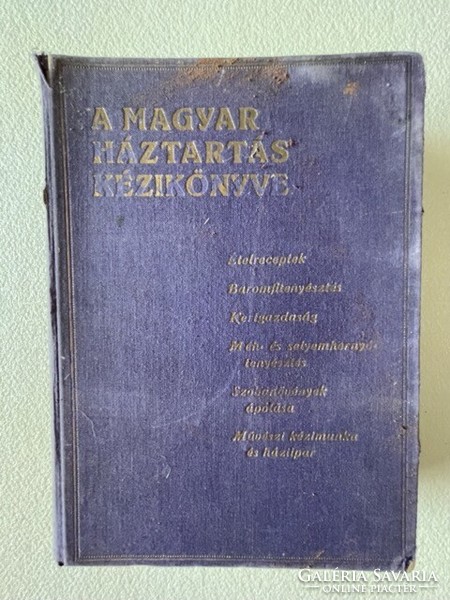 A MAGYAR
HÁZTARTÁS
KÉZIKÖNYVE
Ételreceptek
Baromfitenyésztés
Kertgazdaság
Méh- és selyemhernyó-
tenyésztés
Szobanövények
ápolása
Művészi kézimunka
és háziipar
GALÉRIA SAVARIA
ONLINE PIACTÉR